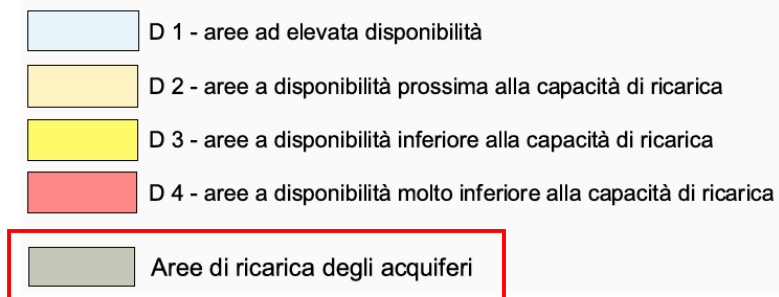 D 1 - aree ad elevata disponibilità
D 2 - aree a disponibilità prossima alla capacità di ricarica
D 3 - aree a disponibilità inferiore alla capacità di ricarica
D 4 - aree a disponibilità molto inferiore alla capacità di ricarica
Aree di ricarica degli acquiferi